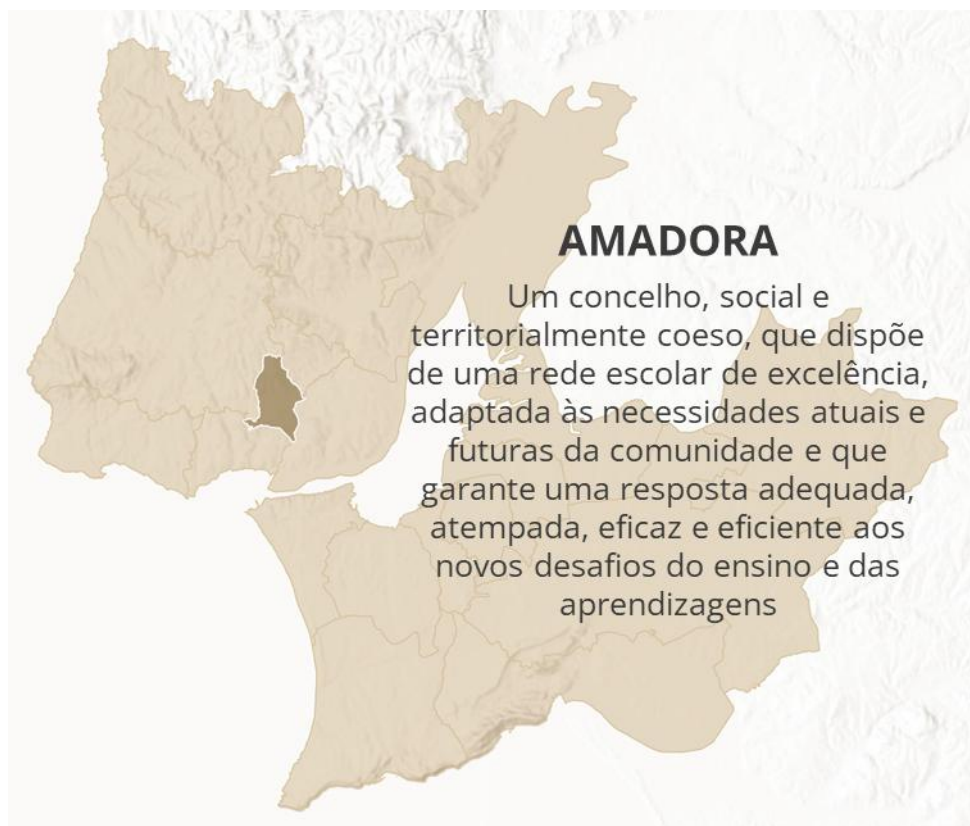 AMADORA
Um concelho, social e
territorialmente coeso, que dispõe
de uma rede escolar de excelência,
adaptada às necessidades atuais e
futuras da comunidade e que
garante uma resposta adequada,
atempada, eficaz e eficiente aos
novos desafios do ensino e das
aprendizagens